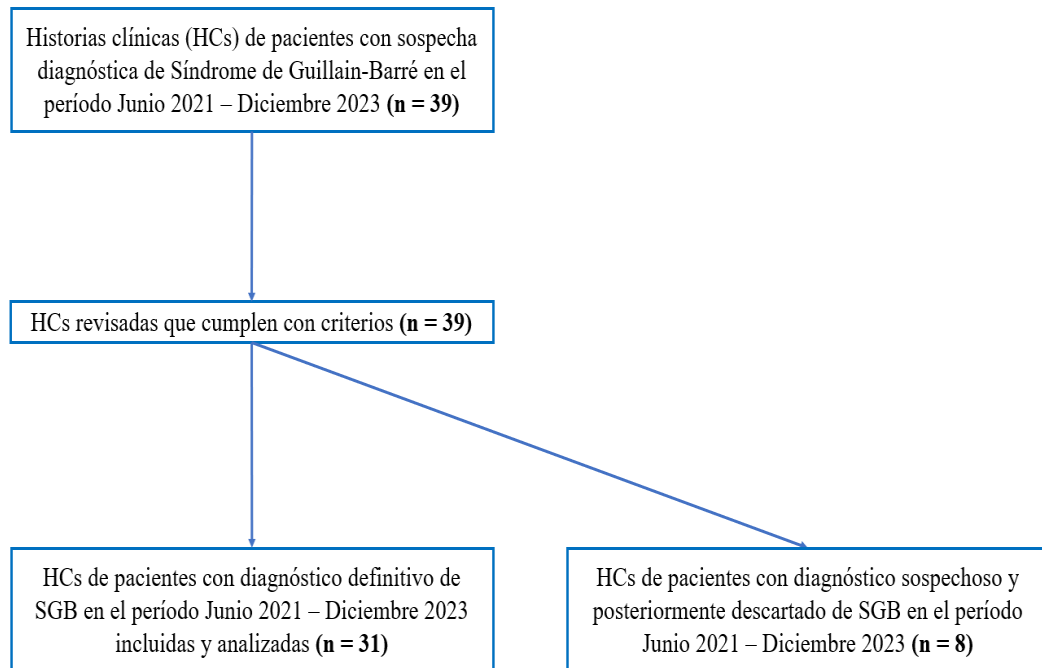 Historias clínicas (HCs) de pacientes con sospecha
diagnóstica de Síndrome de Guillain-Barré en el
período Junio 2021 – Diciembre 2023 (n = 39)
HCs revisadas que cumplen con criterios (n = 39)
HCs de pacientes con diagnóstico definitivo de
SGB en el período Junio 2021 – Diciembre 2023
incluidas y analizadas (n = 31)
HCs de pacientes con diagnóstico sospechoso y
posteriormente descartado de SGB en el período
Junio 2021 – Diciembre 2023 (n = 8)